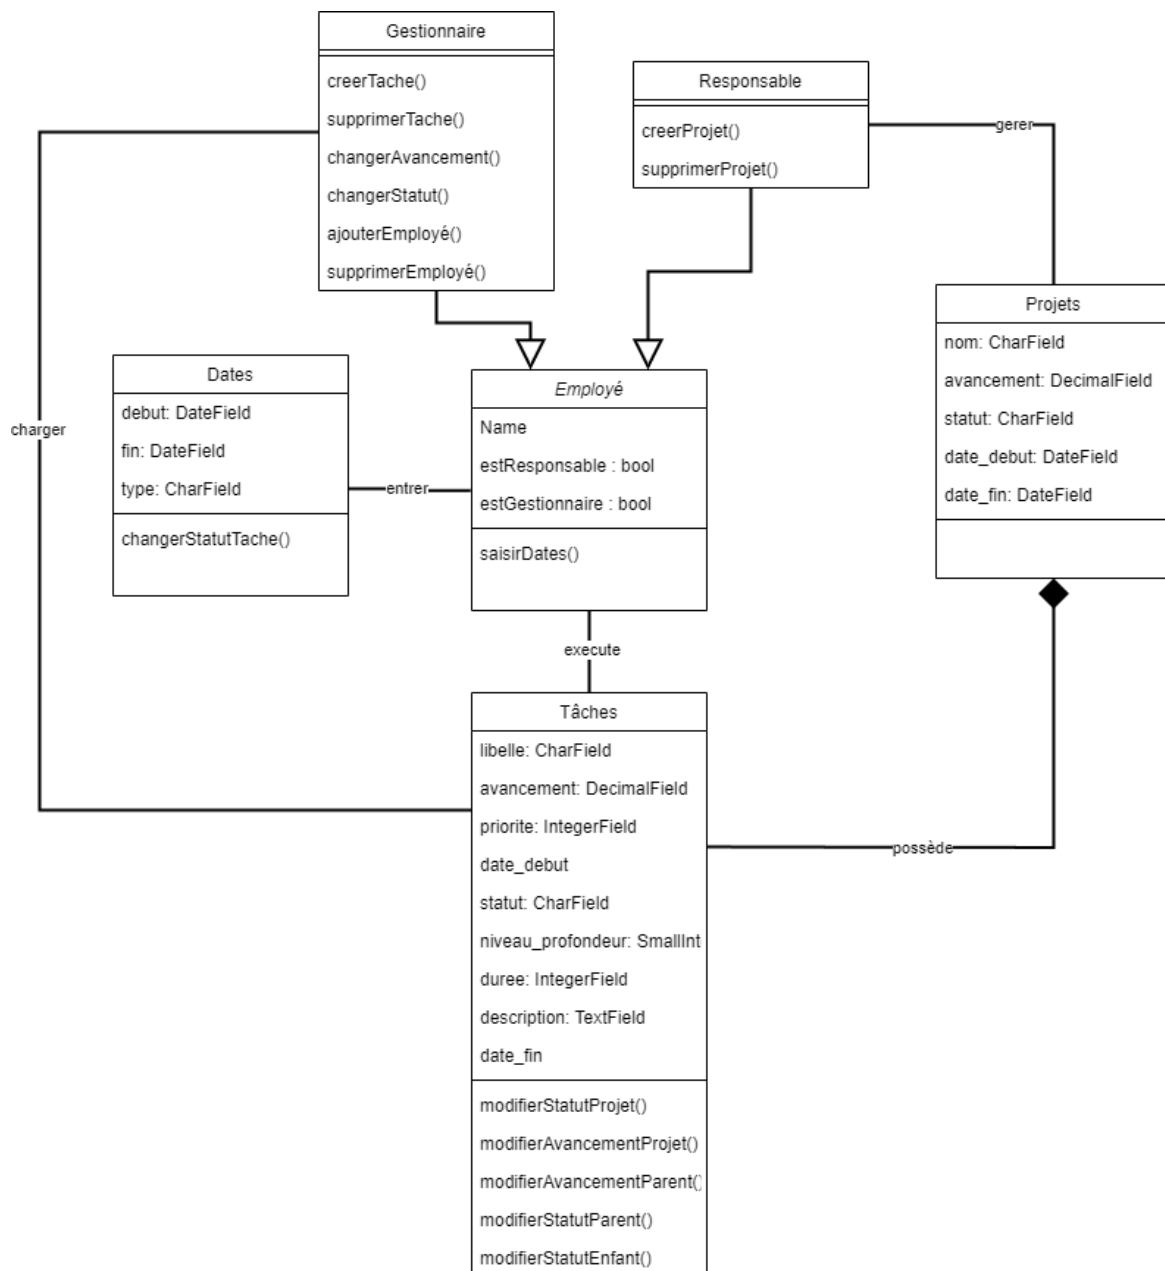 Gestionnaire
creerTache()
supprimerTache()
changerAvancement()
changerStatut()
ajouterEmployé()
supprimerEmployé()
Responsable
creerProjet()
supprimerProjet()
gerer
Projets
nom: CharField
avancement: DecimalField
statut: CharField
date_debut: DateField
date_fin: DateField
Dates
debut: DateField
fin: DateField
type: CharField
changerStatutTache()
charger
entrer
Employé
Name
estResponsable : bool
estGestionnaire : bool
saisirDates()
execute
Tâches
libelle: CharField
avancement: DecimalField
priorite: IntegerField
date_debut
statut: CharField
niveau_profondeur: SmallInt
duree: IntegerField
description: TextField
date_fin
modifierStatutProjet()
modifierAvancementProjet()
modifierAvancementParent()
modifierStatutParent()
modifierStatutEnfant()
possède